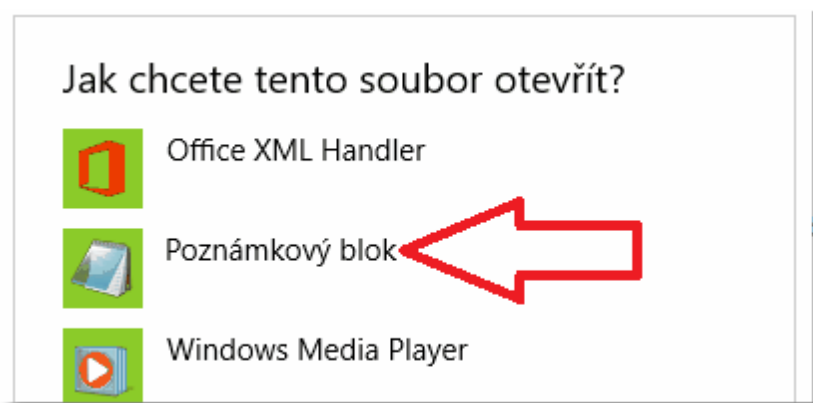 Jak chcete tento soubor otevřít?
Office XML Handler
Poznámkový blok
Windows Media Player